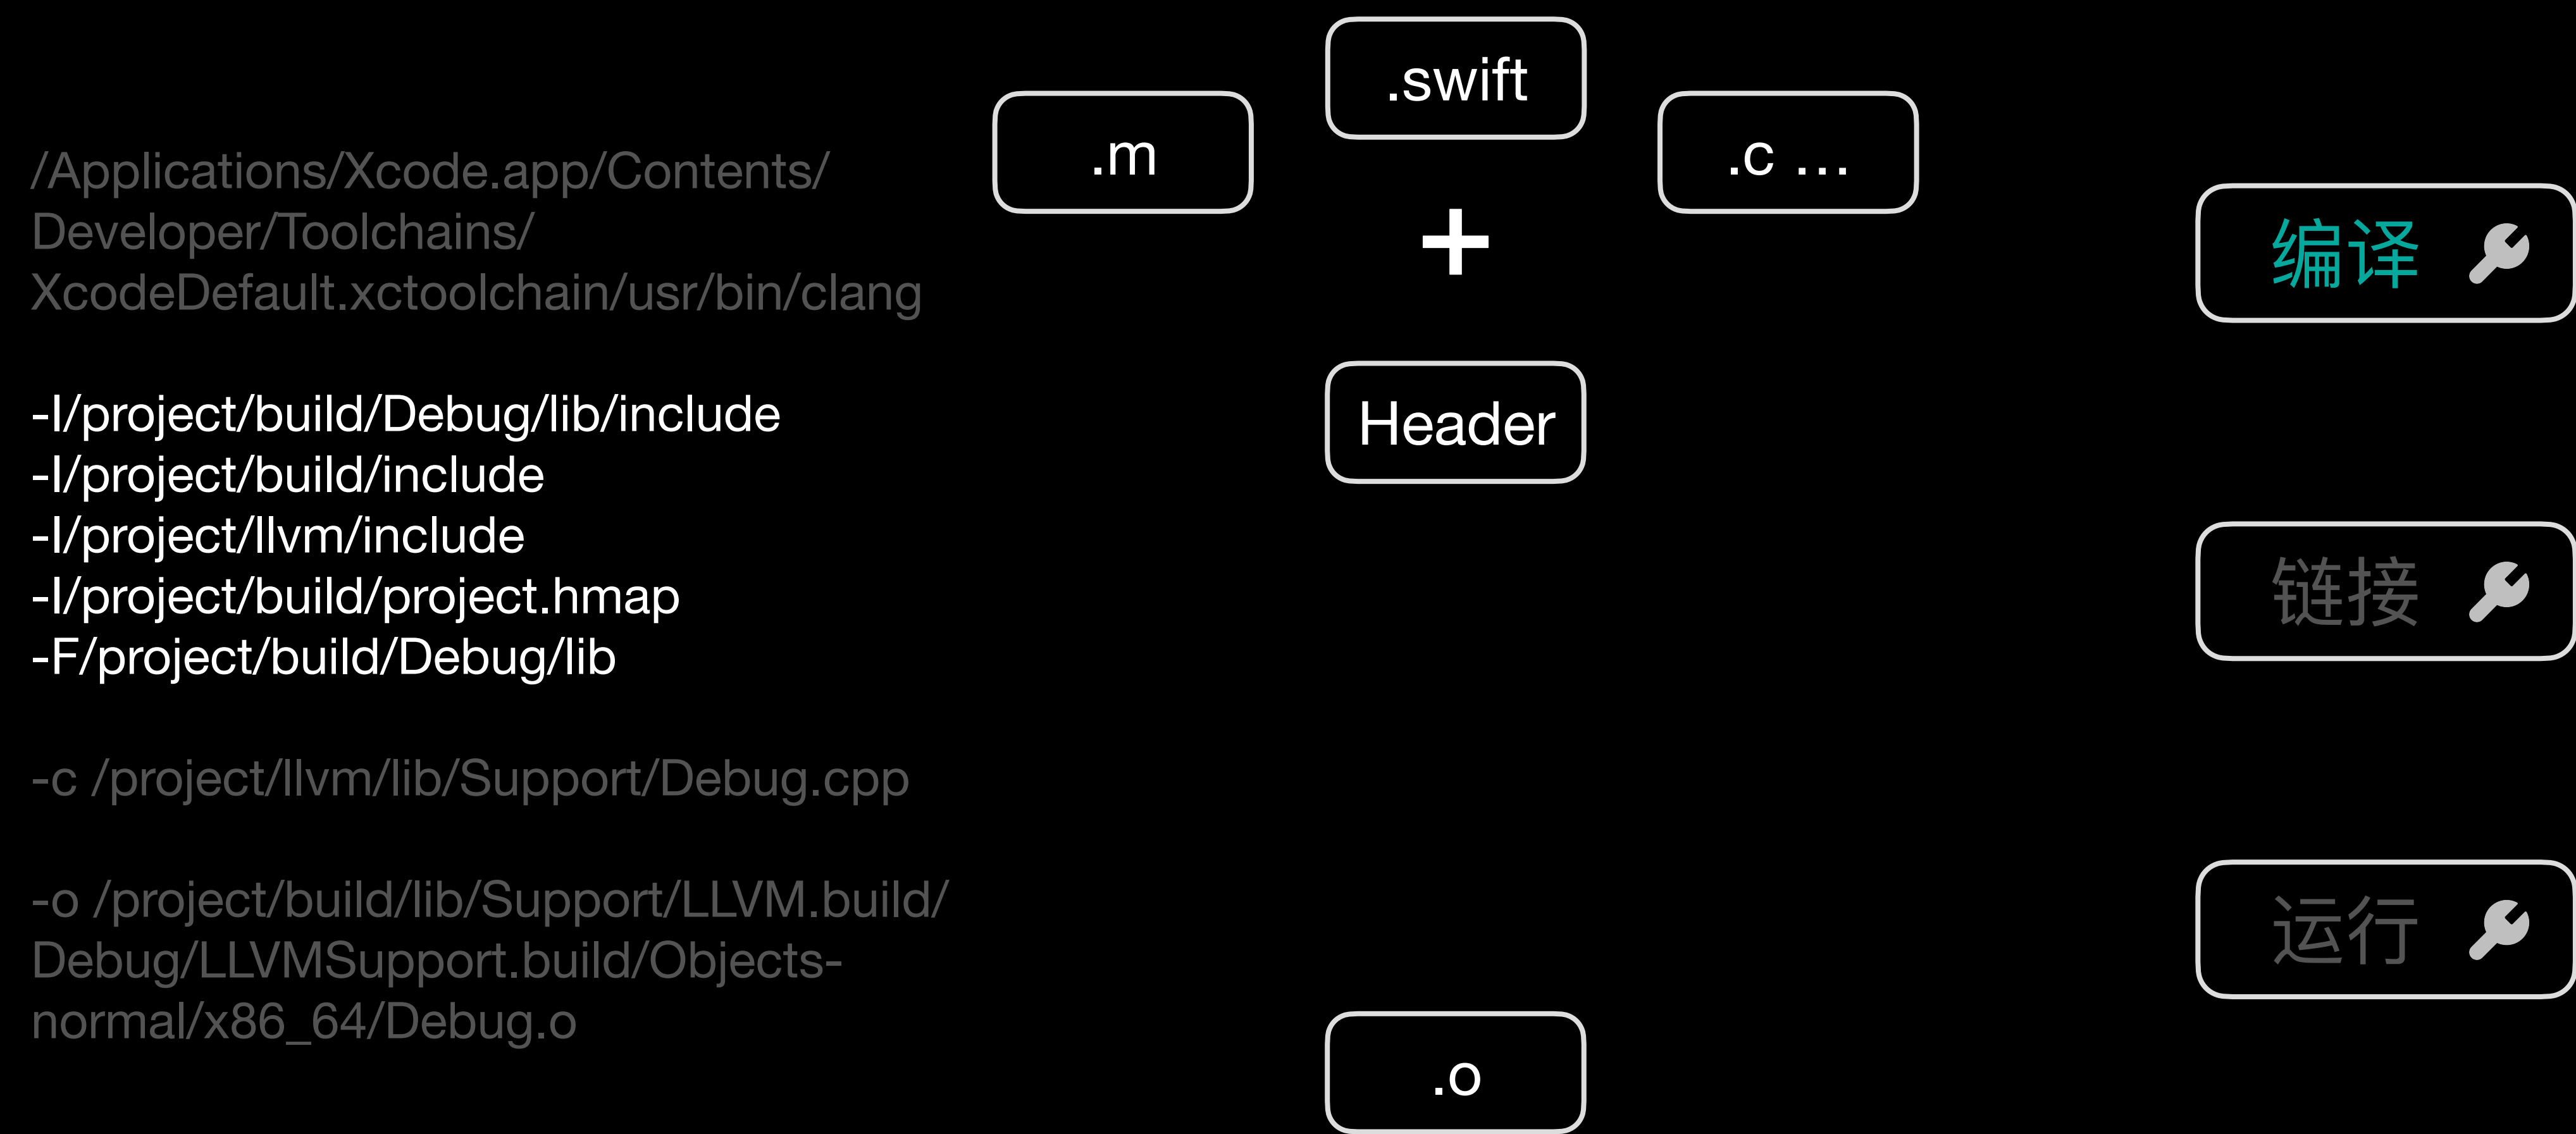 /Applications/Xcode.app/Contents/
Developer/Toolchains/
XcodeDefault.xctoolchain/usr/bin/clang
-I/project/build/Debug/lib/include
-I/project/build/include
-I/project/llvm/include
-I/project/build/project.hmap
-F/project/build/Debug/lib
-c /project/llvm/lib/Support/Debug.cpp
-o /project/build/lib/Support/LLVM.build/
Debug/LLVMSupport.build/Objects-
normal/x86_64/Debug.o
.m
.swift
.c …
+
Header
.o
编译
链接
运行